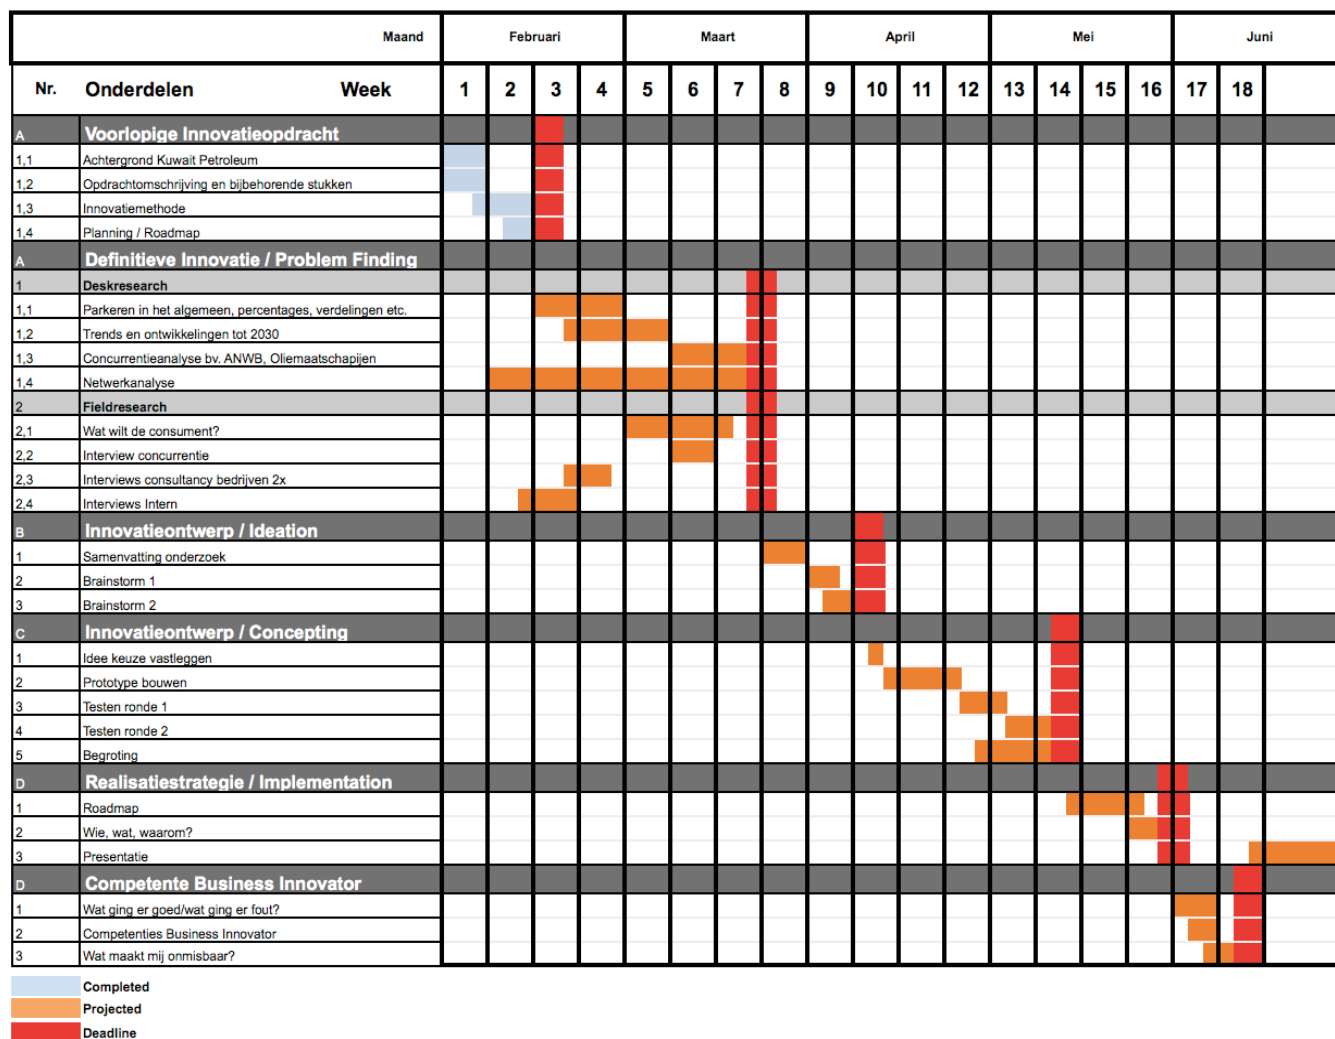 Maand Februari Maart April Mei Juni
Nr. Onderdelen Week 1 2 3 4 5 6 7 8 9 10 11 12 13 14 15 16 17 18
A Voorlopige Innovatieopdracht
1,1 Achtergrond Kuwait Petroleum
1,2 Opdrachtomschrijving en bijbehorende stukken
1,3 Innovatiemethode
1,4 Planning / Roadmap
A Definitieve Innovatie / Problem Finding
1 Deskresearch
1,1 Parkeren in het algemeen, percentages, verdelingen etc.
1,2 Trends en ontwikkelingen tot 2030
1,3 Concurrentieanalyse bv. ANWB, Oliemaatschapijen
1,4 Netwerkanalyse
2 Fieldresearch
2,1 Wat wilt de consument?
2,2 Interview concurrentie
2,3 Interviews consultancy bedrijven 2x
2,4 Interviews Intern
B Innovatieontwerp / Ideation
1 Samenvatting onderzoek
2 Brainstorm 1
3 Brainstorm 2
C Innovatieontwerp / Concepting
1 Idee keuze vastleggen
2 Prototype bouwen
3 Testen ronde 1
4 Testen ronde 2
5 Begroting
D Realisatiestrategie / Implementation
1 Roadmap
2 Wie, wat, waarom?
3 Presentatie
D Competente Business Innovator
1 Wat ging er goed/wat ging er fout?
2 Competenties Business Innovator
3 Wat maakt mij onmisbaar?
Completed
Projected
Deadline